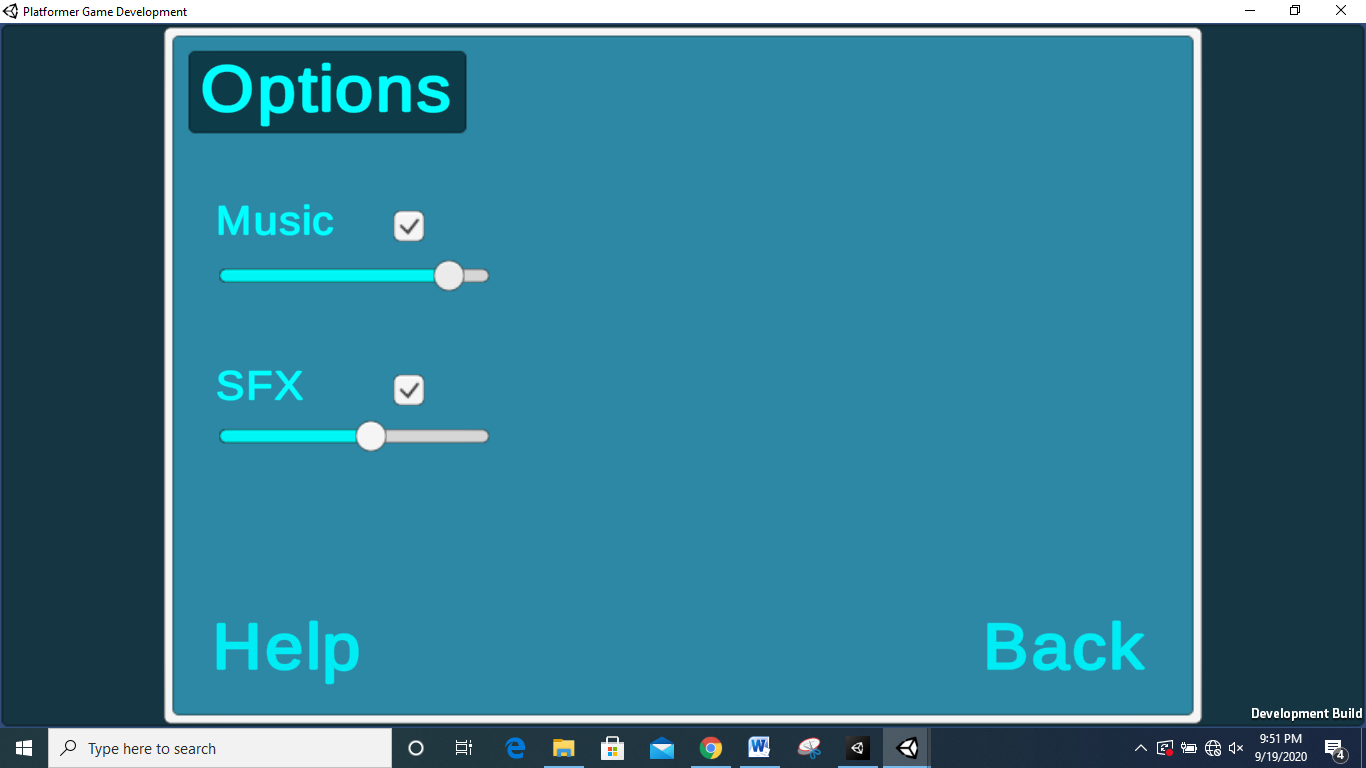 Platformer Game Development
Options
Music
SFX
Help
Back
Development Build
Type here to search
9:51 PM
9/19/2020
4